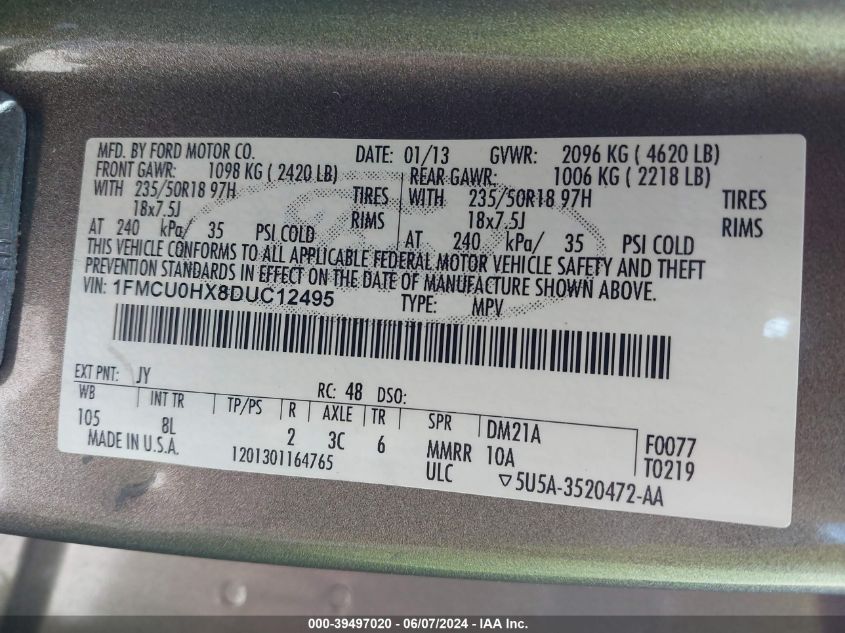 MFD. BY FORD MOTOR CO. DATE: 01/13 GVWR: 2096 KG ( 4620 LB)
FRONT GAWR: 1098 KG ( 2420 LB) REAR GAWR: 1006 KG ( 2218 LB)
WITH 235/50R18 97H TIRES WITH 235/50R18 97H TIRES
18x7.5J RIMS 18x7.5J RIMS
AT 240 kPa/ 35 PSI COLD AT 240 kPa/ 35 PSI COLD
THIS VEHICLE CONFORMS TO ALL APPLICABLE FEDERAL MOTOR VEHICLE SAFETY AND THEFT
PREVENTION STANDARDS IN EFFECT ON THE DATE OF MANUFACTURE SHOWN ABOVE.
VIN: 1FMCU0HX8DUC12495 TYPE: MPV
EXT PNT: JY RC: 48 DSO:
WB INT TR TP/PS R AXLE TR SPR DM21A F0077
105 8L 2 3C 6 MMRR 10A T0219
MADE IN U.S.A. 1201301164765 ULC ▽5U5A-3520472-AA
000-39497020 - 06/07/2024 - IAA Inc.